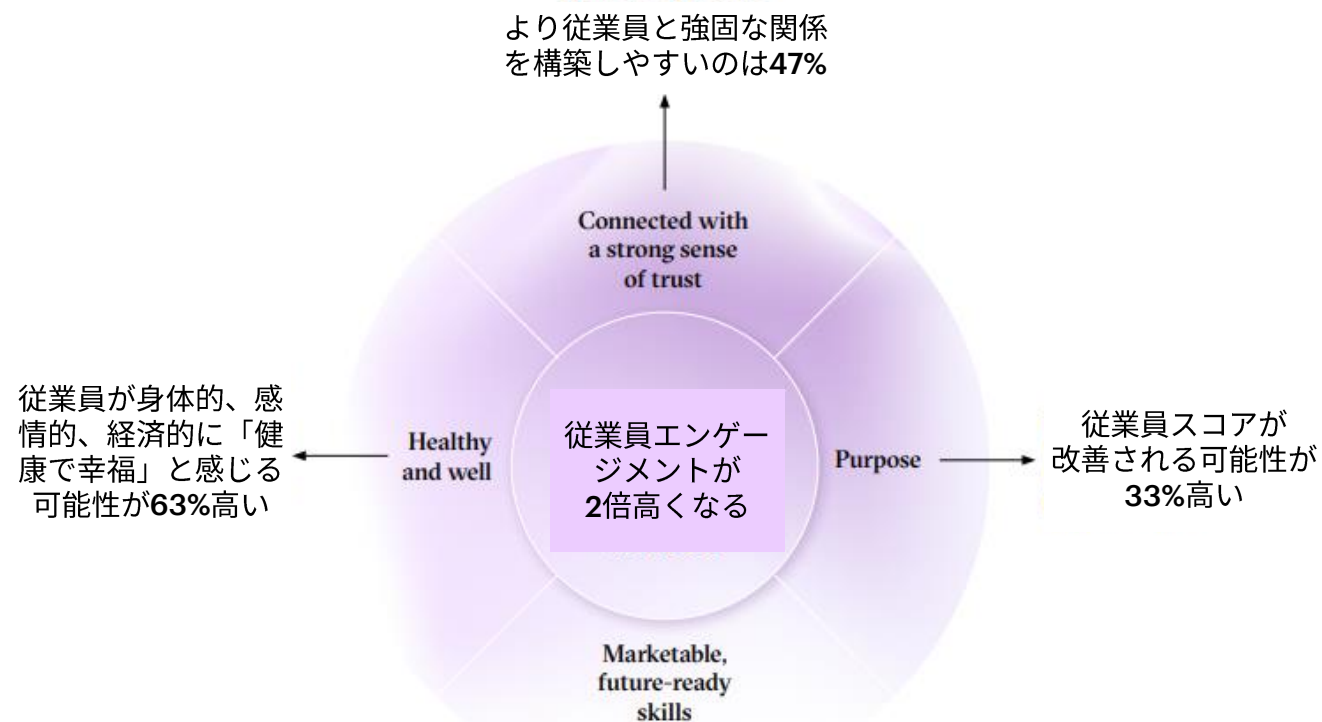 より従業員と強固な関係
を構築しやすいのは47%
Connected with
a strong sense
of trust
従業員が身体的、感
情的、経済的に「健
康で幸福」と感じる
可能性が63%高い
Healthy
and well
従業員エンゲー
ジメントが
2倍高くなる
Purpose
従業員スコアが
改善される可能性が
33%高い
Marketable,
future-ready
skills